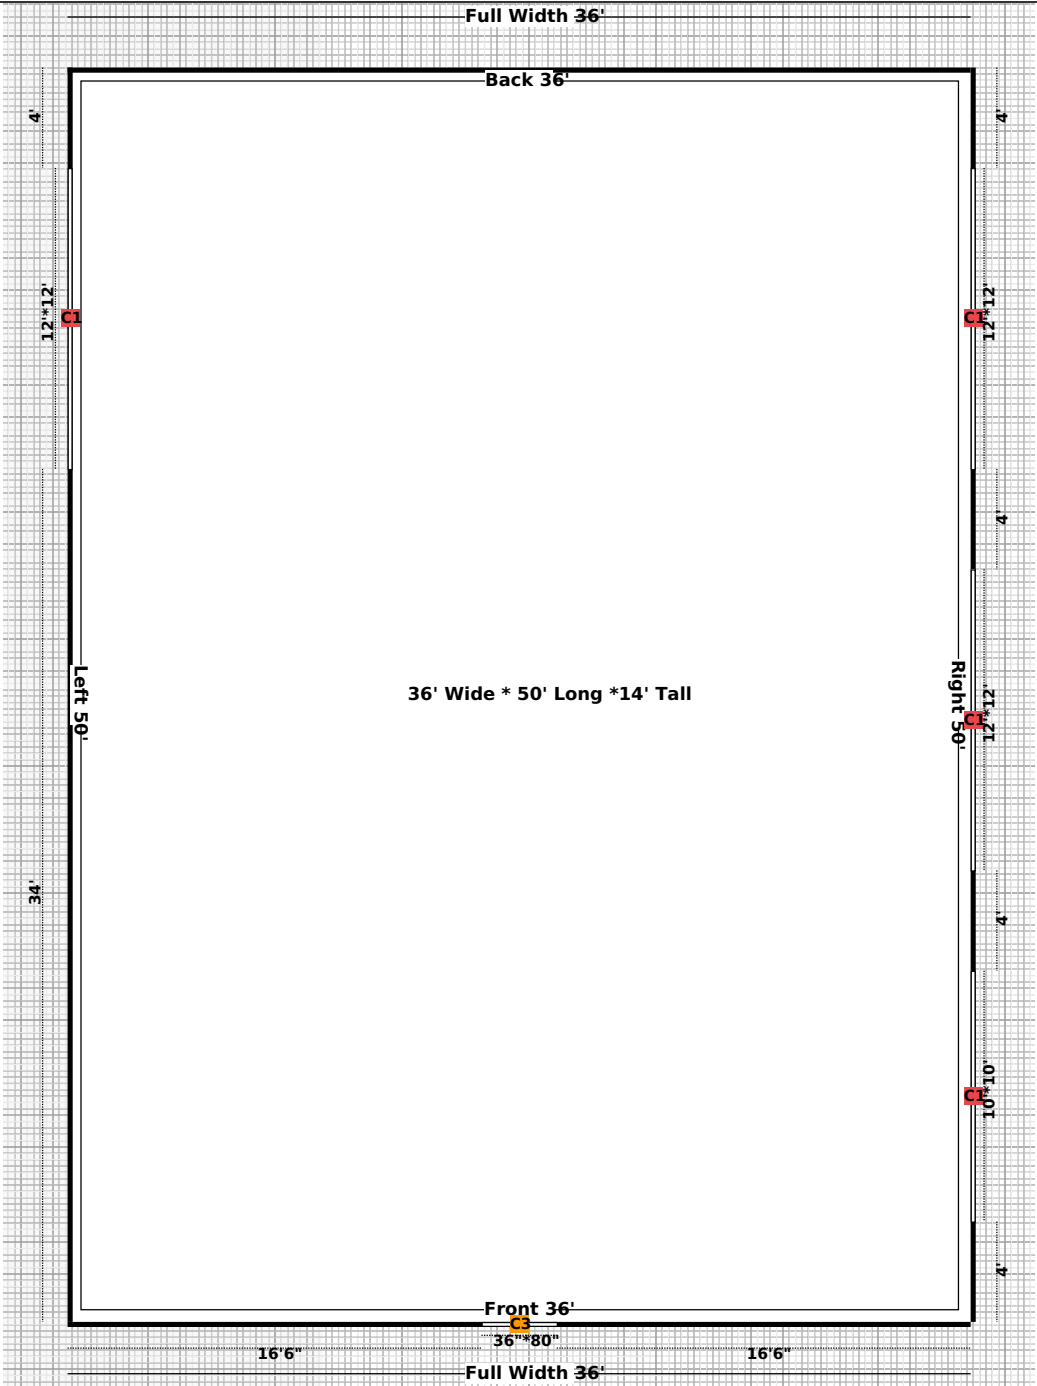 Full Width 36'
Back 36'
4'
4'
12'*12'
C1
C1
12'*12'
4'
Left 50'
36' Wide * 50' Long *14' Tall
Right 50'
C1
12'*12'
34'
4'
C1
10'*10'
4'
Front 36'
C3
36"*80"
16'6"
16'6"
Full Width 36'